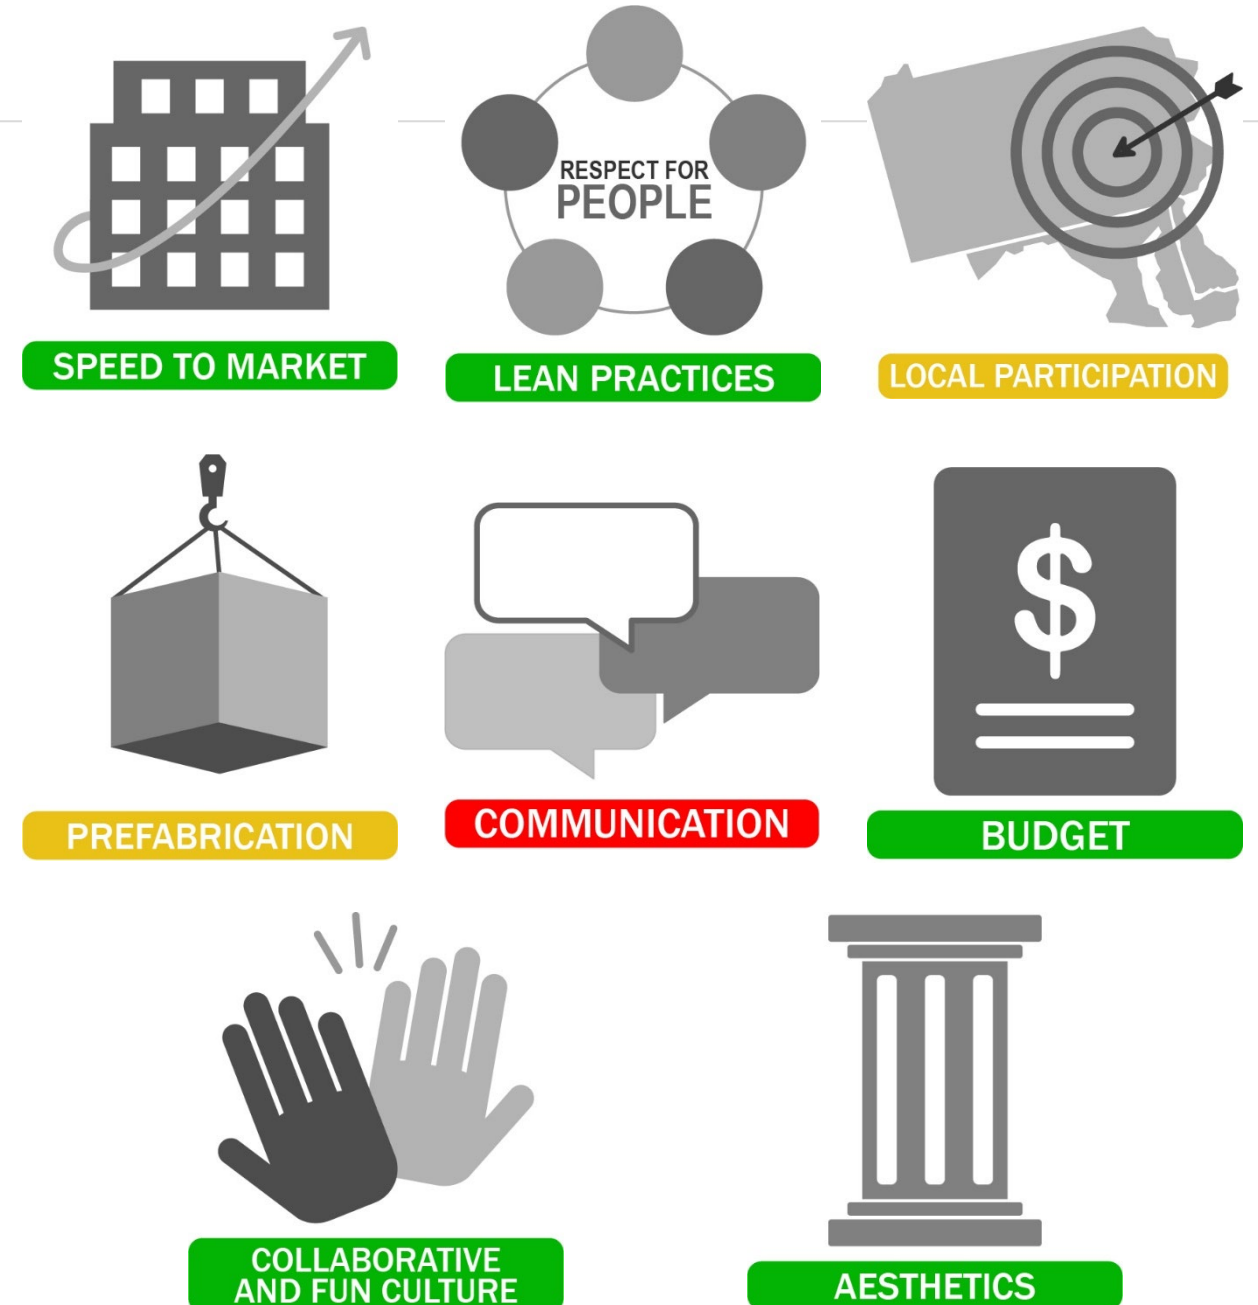 RESPECT FOR
PEOPLE
SPEED TO MARKET
LEAN PRACTICES
LOCAL PARTICIPATION
$
PREFABRICATION
COMMUNICATION
BUDGET
COLLABORATIVE
AND FUN CULTURE
AESTHETICS